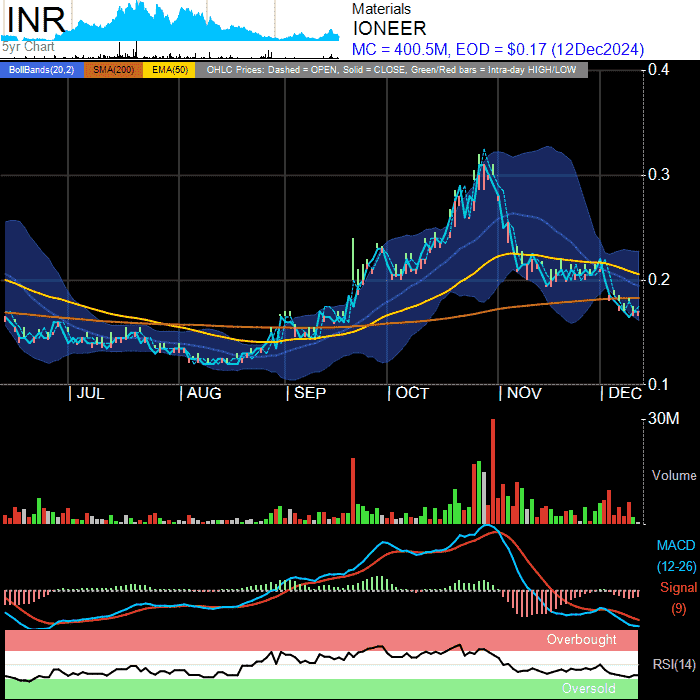 INR
5yr Chart
Materials
IONEER
MC = 400.5M, EOD = $0.17 (12Dec2024)
BollBands(20,2) SMA(200) EMA(50) OHLC Prices: Dashed = OPEN, Solid = CLOSE, Green/Red bars = Intra-day HIGH/LOW
0.4
0.3
0.2
0.1
| JUL | AUG | SEP | OCT | NOV | DEC
30M
Volume
MACD
(12-26)
Signal
(9)
Overbought
RSI(14)
Oversold